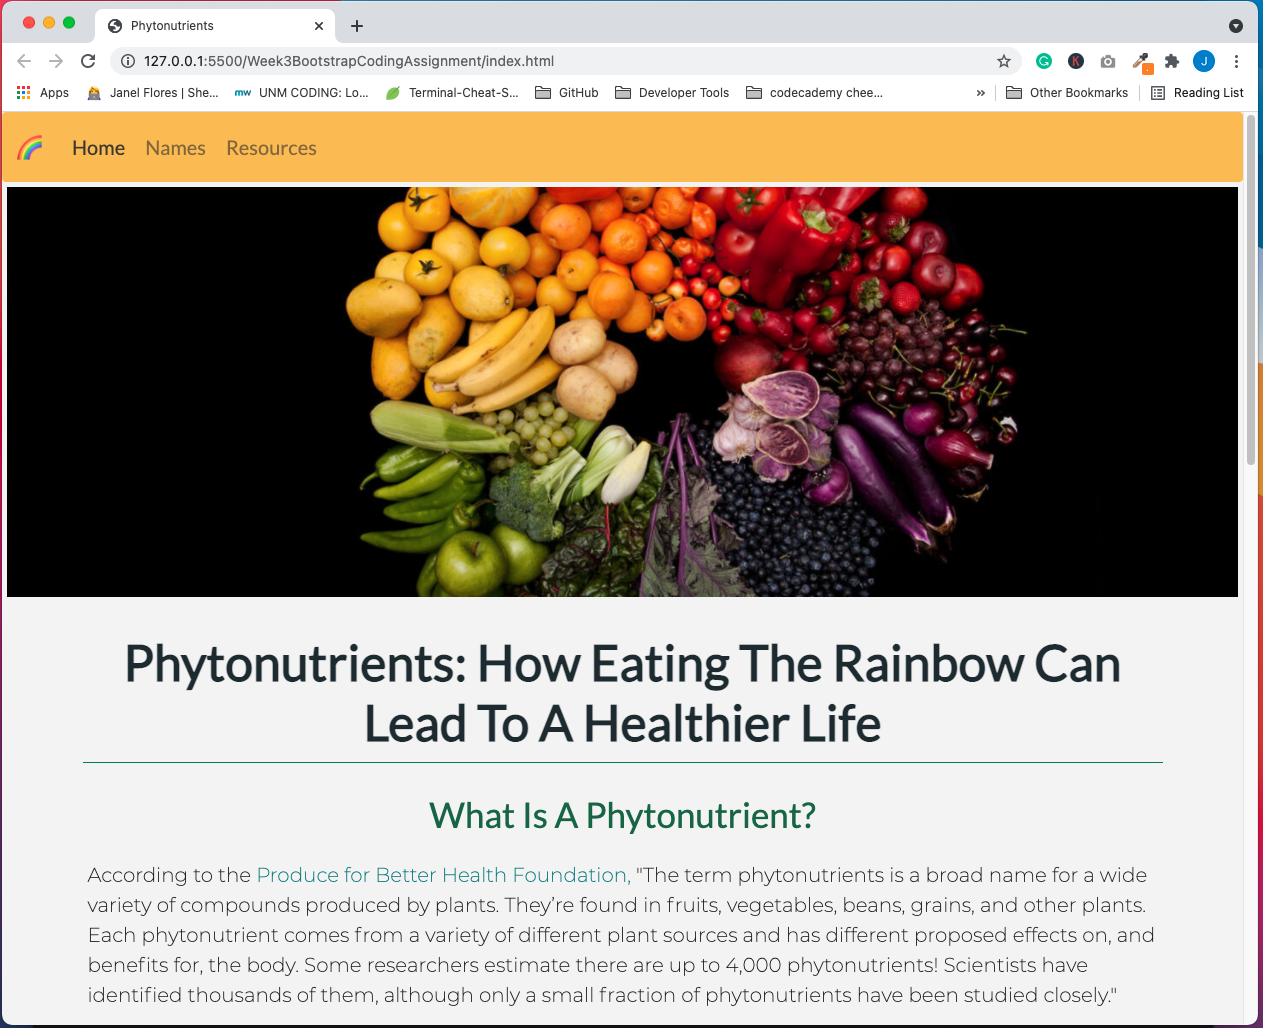 Phytonutrients
127.0.0.1:5500/Week3BootstrapCodingAssignment/index.html
G
K
J
Apps
Janel Flores | She...
mw UNM CODING: Lo...
Terminal-Cheat-S...
GitHub
Developer Tools
codecademy chee...
»
Other Bookmarks
Reading List
Home Names Resources
Phytonutrients: How Eating The Rainbow Can
Lead To A Healthier Life
What Is A Phytonutrient?
According to the Produce for Better Health Foundation, "The term phytonutrients is a broad name for a wide
variety of compounds produced by plants. They’re found in fruits, vegetables, beans, grains, and other plants.
Each phytonutrient comes from a variety of different plant sources and has different proposed effects on, and
benefits for, the body. Some researchers estimate there are up to 4,000 phytonutrients! Scientists have
identified thousands of them, although only a small fraction of phytonutrients have been studied closely."